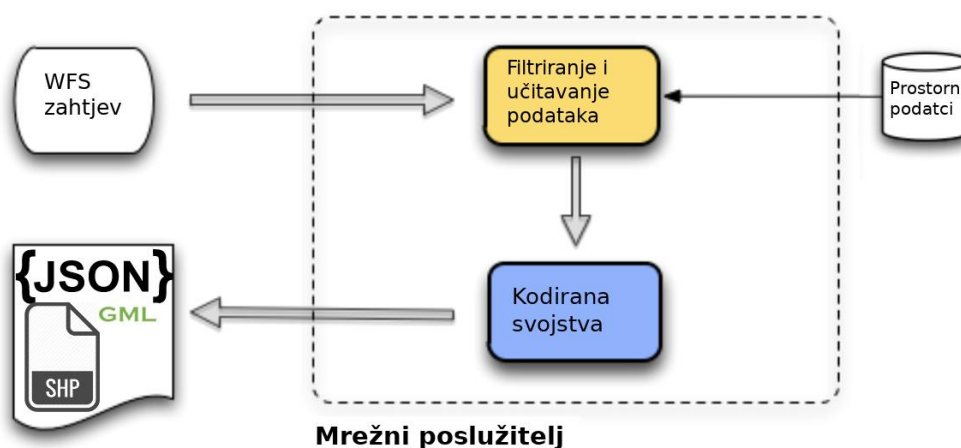 WFS
zahtjev
Filtriranje i
učitavanje
podataka
Prostorn
podatci
{JSON}
GML
SHP
Kodirana
svojstva
Mrežni poslužitelj